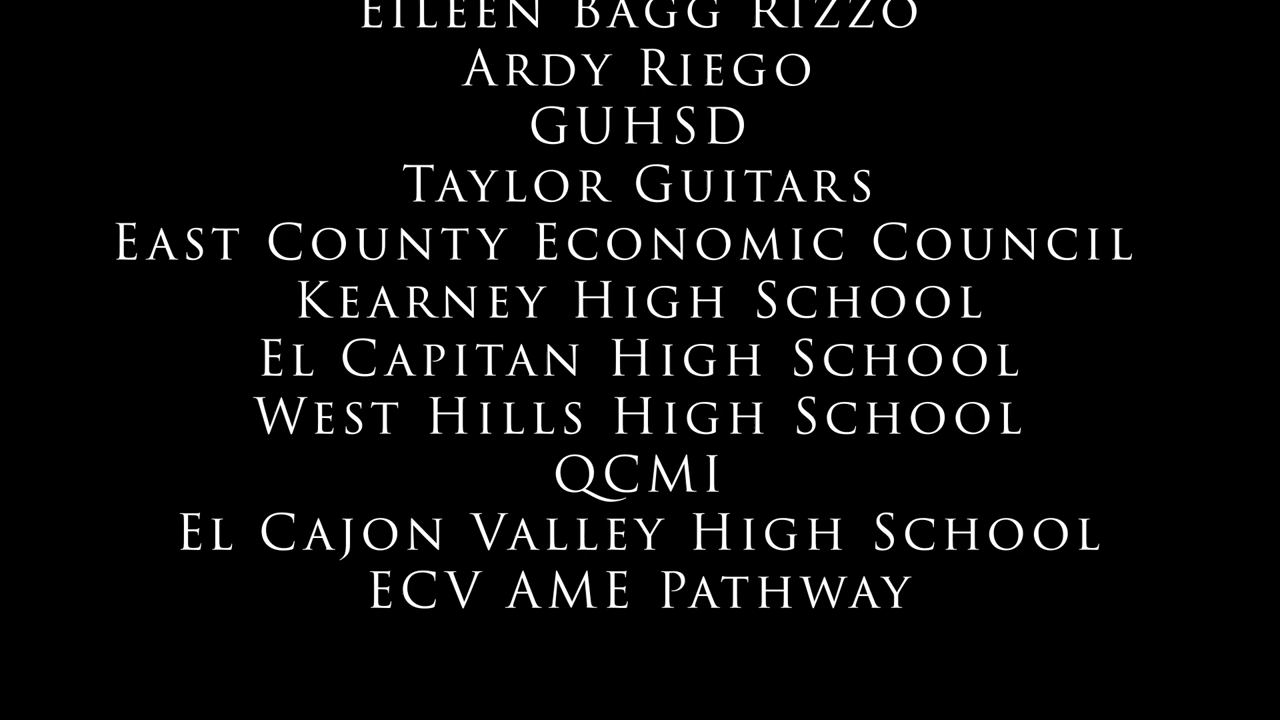 Eileen Bagg Rizzo
Ardy Riego
GUHSD
Taylor Guitars
East County Economic Council
Kearney High School
El Capitan High School
West Hills High School
QCMI
El Cajon Valley High School
ECV AME Pathway